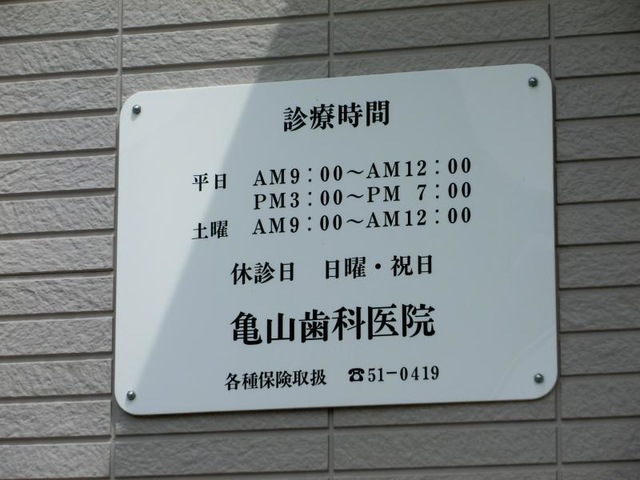 診療時間
平日 AM9:00〜AM12:00
PM3:00〜PM 7:00
土曜 AM9:00〜AM12:00
休診日 日曜・祝日
亀山歯科医院
各種保険取扱 ☎51-0419